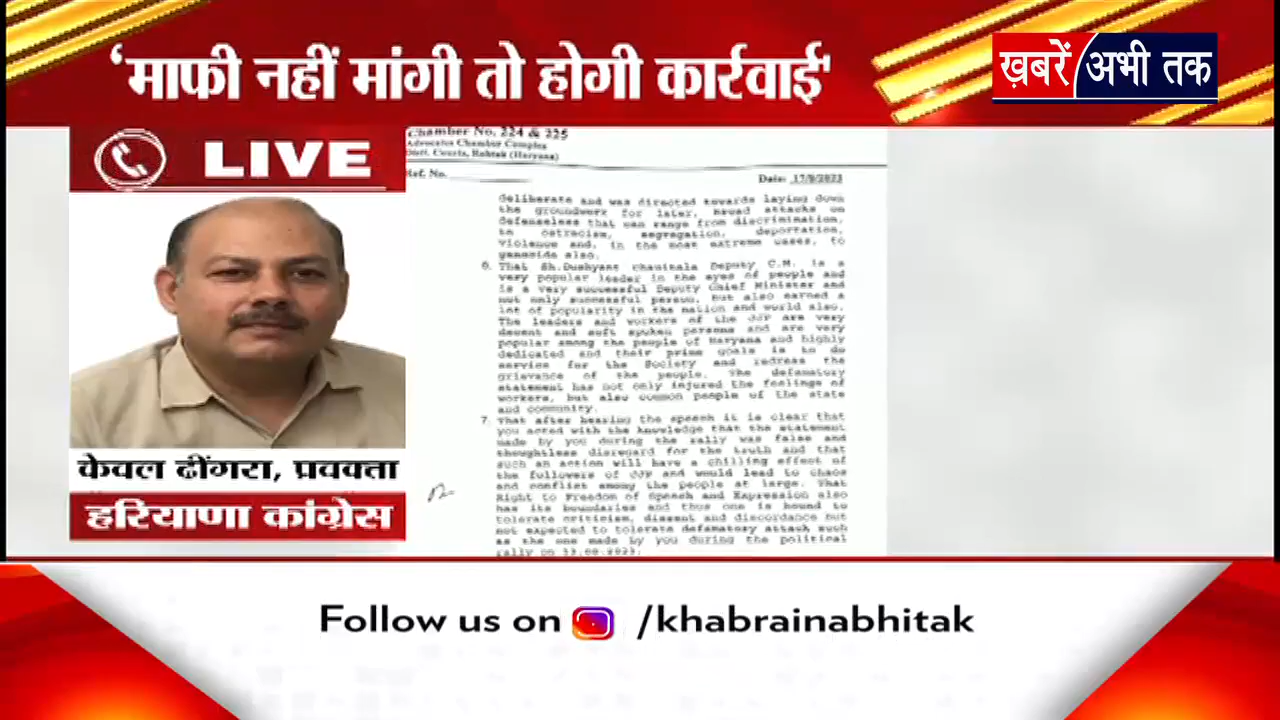 ‘माफी नहीं मांगी तो होगी कार्रवाई'
ख़बरें अभी तक
LIVE
केवल ढींगरा, प्रवक्ता
हरियाणा कांग्रेस
Chamber No. 224 & 225
Advocates Chamber Complex
Distt. Courts, Rohtak (Haryana)
Ref. No.
Date: 17/8/2023
deliberate and was directed towards laying down
the groundwork for later, broad attacks on
defenseless that can range from discrimination,
to ostracism, segregation, deportation,
violence and, in the most extreme cases, to
genocide also.
6. That Sh.Dushyant Chautala Deputy C.M. is a
very popular leader in the eyes of people and
is a very successful Deputy Chief Minister and
not only successful person, but also earned a
lot of popularity in the nation and world also.
The leaders and workers of the JJP are very
decent and soft spoken persons and are very
popular among the people of Haryana and highly
dedicated and their prime goals is to do
service for the Society and redress the
grievance of the people. The defamatory
statement has not only injured the feelings of
workers, but also common people of the state
and community.
7. That after hearing the speech it is clear that
you acted with the knowledge that the statement
made by you during the rally was false and
thoughtless disregard for the truth and that
such an action will have a chilling effect of
the followers of JJP and would lead to chaos
and conflict among the people at large. That
Right to Freedom of Speech and Expression also
has its boundaries and thus one is bound to
tolerate criticism, dissent and discordance but
not expected to tolerate defamatory attack such
as the one made by you during the political
rally on 13.08.2023.
Follow us on /khabrainabhitak